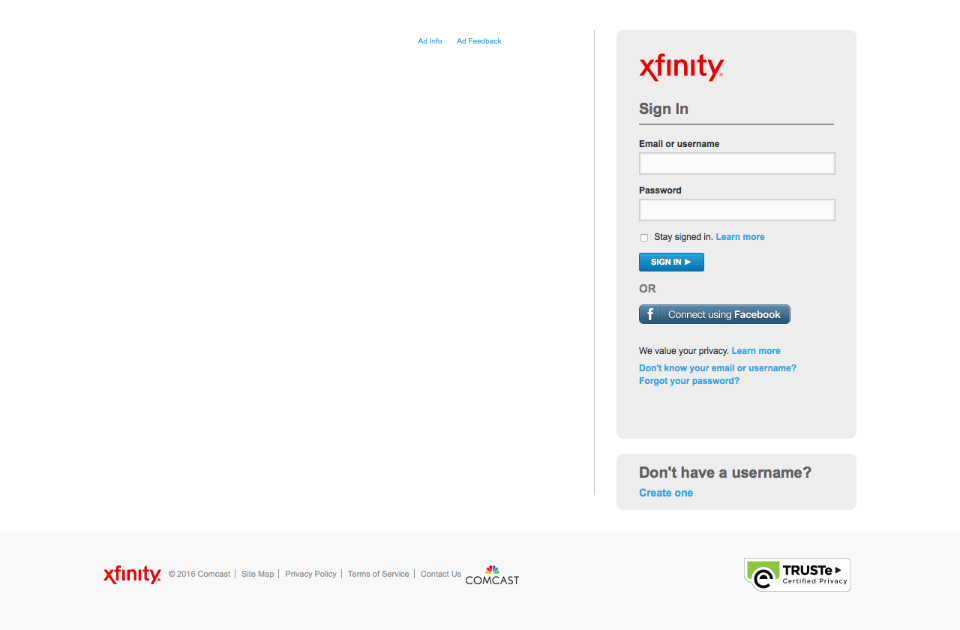 Ad Info Ad Feedback
xfinity
Sign In
Email or username
Password
Stay signed in. Learn more
SIGN IN
OR
f Connect using Facebook
We value your privacy. Learn more
Don't know your email or username?
Forgot your password?
Don't have a username?
Create one
xfinity © 2016 Comcast | Site Map | Privacy Policy | Terms of Service | Contact Us COMCAST
TRUSTe
Certified Privacy